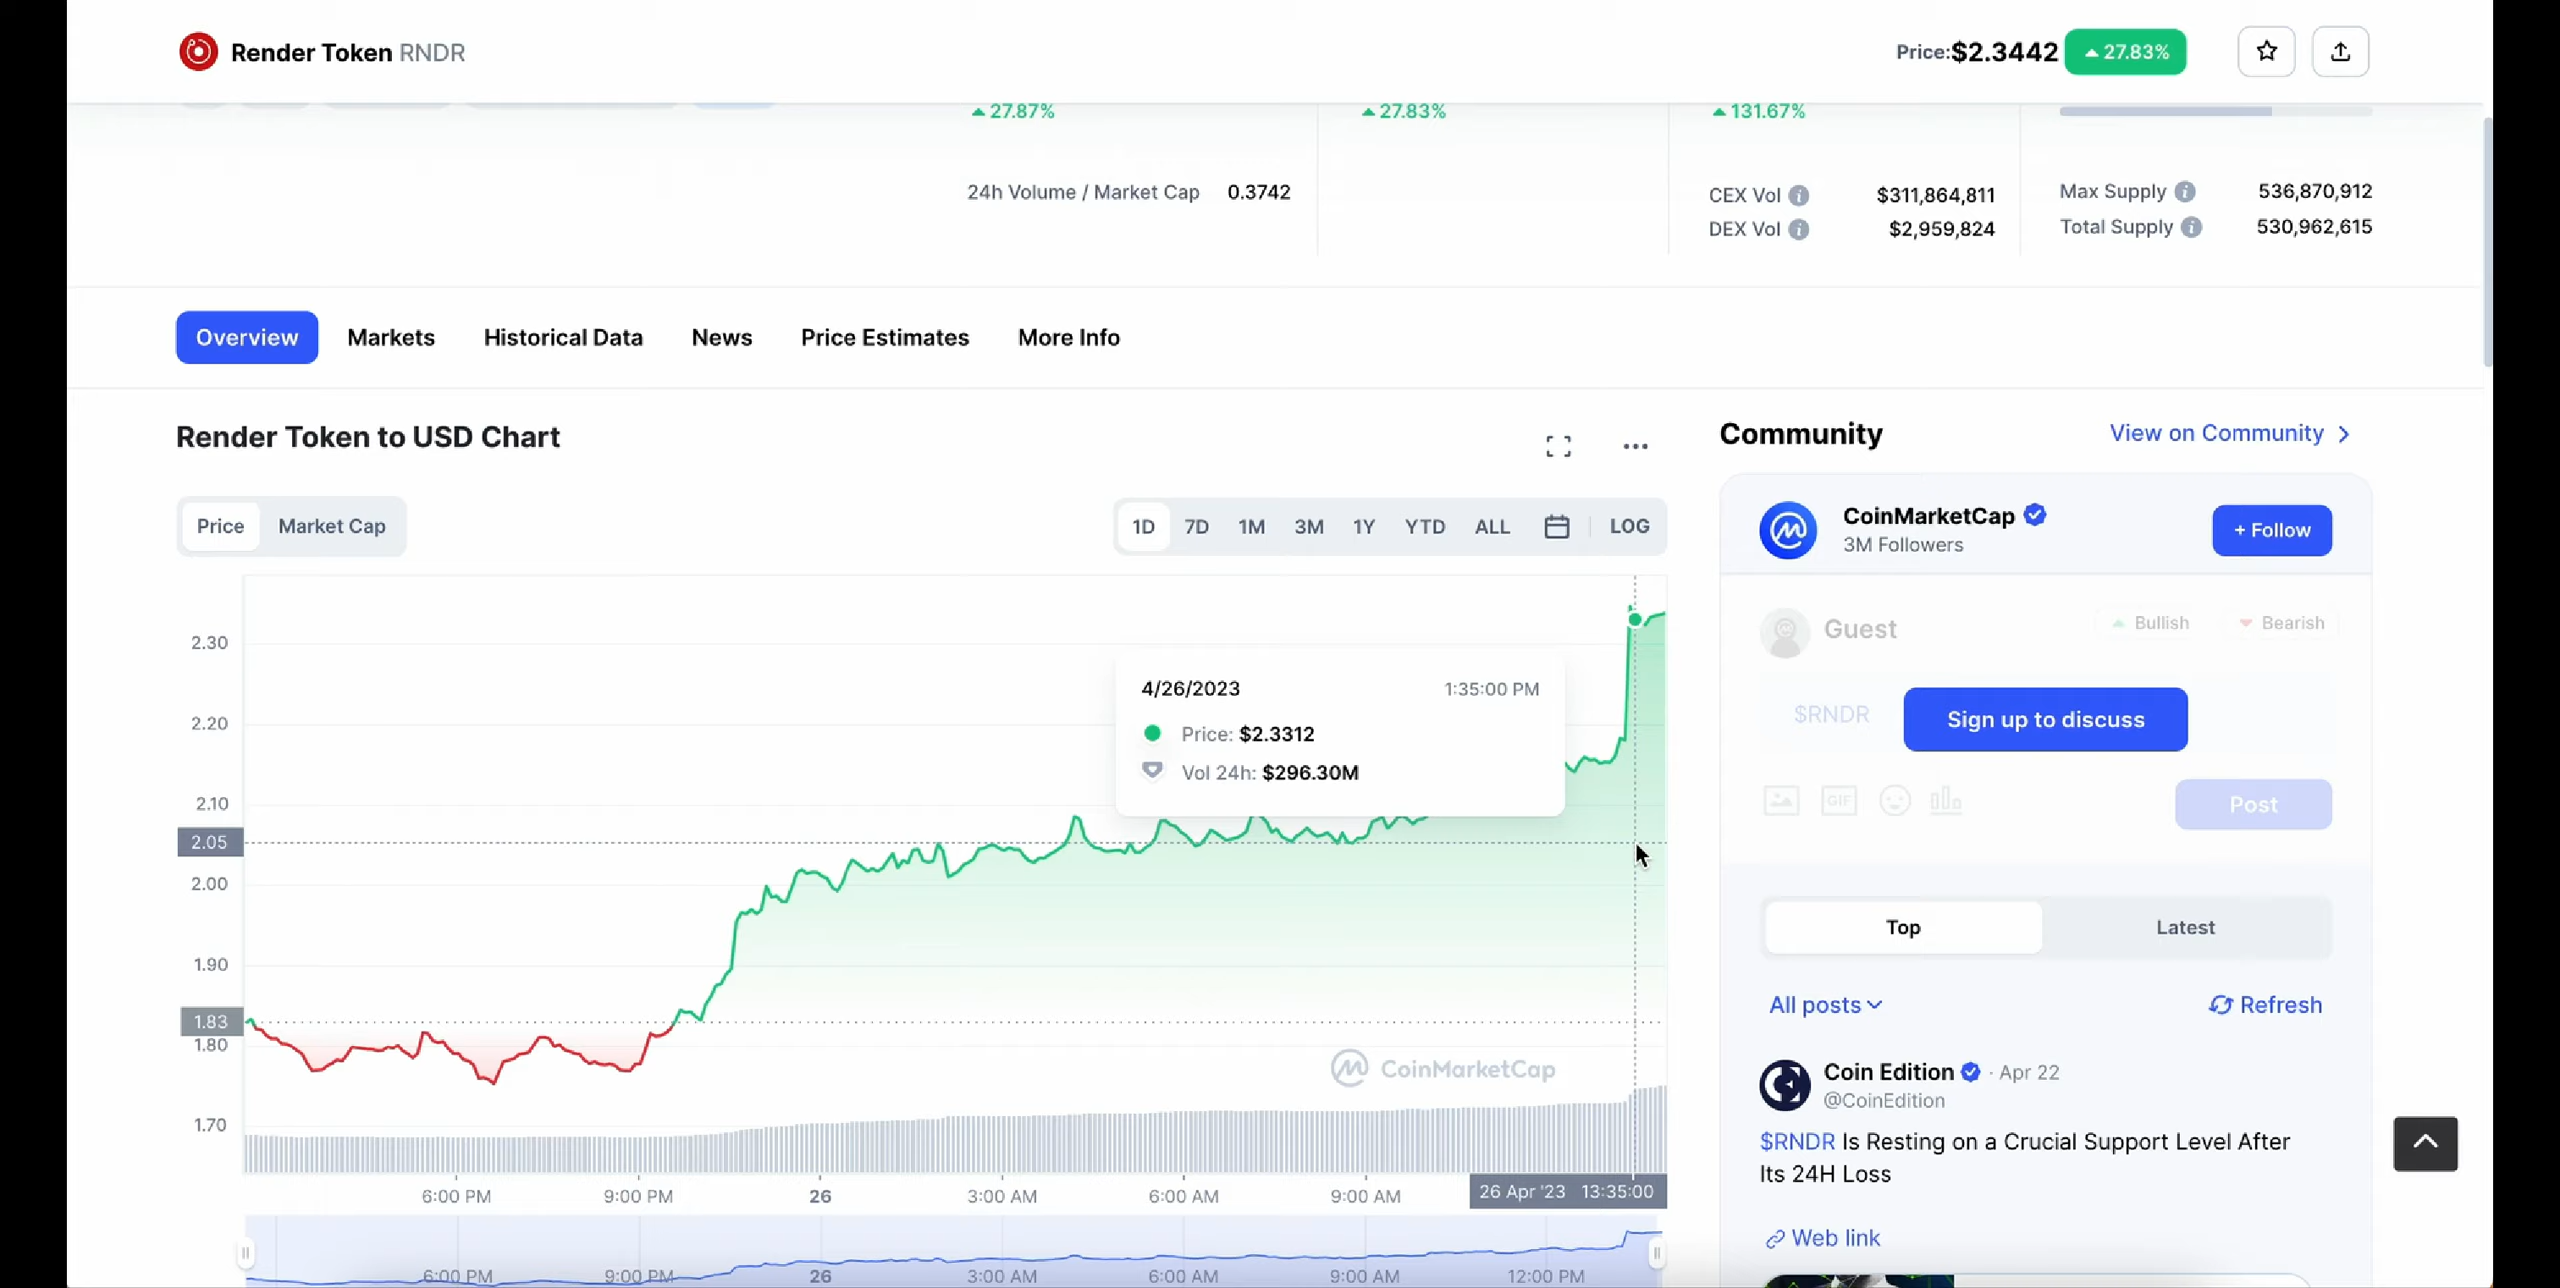 Render Token RNDR
Price:$2.3442 27.83%
27.87% 27.83% 131.67%
24h Volume / Market Cap 0.3742
CEX Vol $311,864,811
DEX Vol $2,959,824
Max Supply 536,870,912
Total Supply 530,962,615
Overview Markets Historical Data News Price Estimates More Info
Render Token to USD Chart
Price Market Cap
1D 7D 1M 3M 1Y YTD ALL LOG
2.30
2.20
2.10
2.05
2.00
1.90
1.83
1.80
1.70
4/26/2023 1:35:00 PM
Price: $2.3312
Vol 24h: $296.30M
CoinMarketCap
6:00 PM 9:00 PM 26 3:00 AM 6:00 AM 9:00 AM 26 Apr '23 13:35:00
6:00 PM 9:00 PM 26 3:00 AM 6:00 AM 9:00 AM 12:00 PM
Community View on Community
CoinMarketCap
3M Followers
+ Follow
Guest Bullish Bearish
$RNDR
Sign up to discuss
GIF
Post
Top Latest
All posts Refresh
Coin Edition · Apr 22
@CoinEdition
$RNDR Is Resting on a Crucial Support Level After
Its 24H Loss
Web link